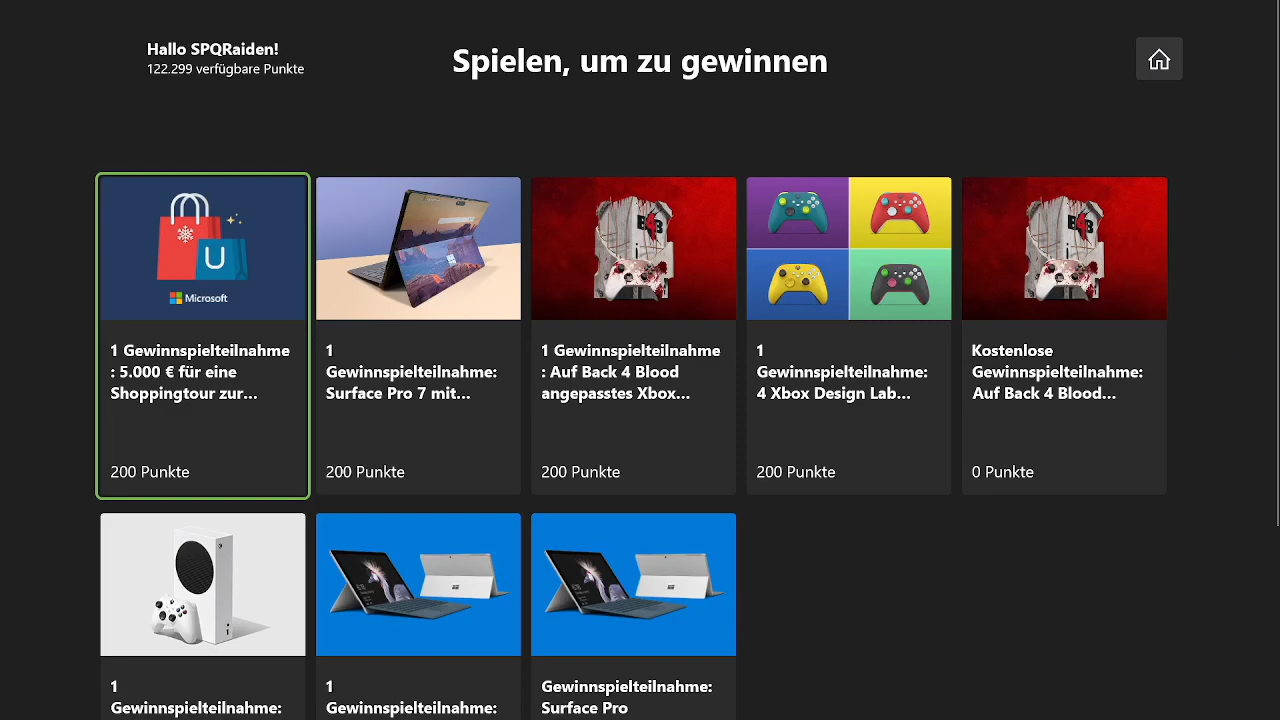 Hallo SPQRaiden!
122.299 verfügbare Punkte
Spielen, um zu gewinnen
U
Microsoft
1 Gewinnspielteilnahme
: 5.000 € für eine
Shoppingtour zur...
200 Punkte
1
Gewinnspielteilnahme:
Surface Pro 7 mit...
200 Punkte
B4B
1 Gewinnspielteilnahme
: Auf Back 4 Blood
angepasstes Xbox...
200 Punkte
1
Gewinnspielteilnahme:
4 Xbox Design Lab...
200 Punkte
B4B
Kostenlose
Gewinnspielteilnahme:
Auf Back 4 Blood...
0 Punkte
1
Gewinnspielteilnahme:
1
Gewinnspielteilnahme:
Gewinnspielteilnahme:
Surface Pro